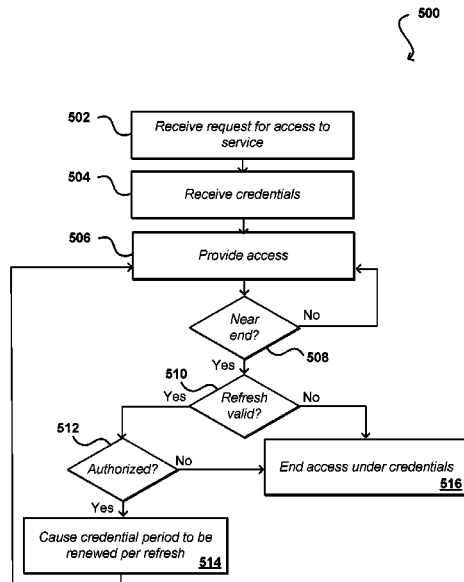 500
502
Receive request for access to
service
504
Receive credentials
506
Provide access
Near
end?
No
508
Yes
510
Yes
Refresh
valid?
No
512
Authorized?
No
End access under credentials
516
Yes
Cause credential period to be
renewed per refresh
514